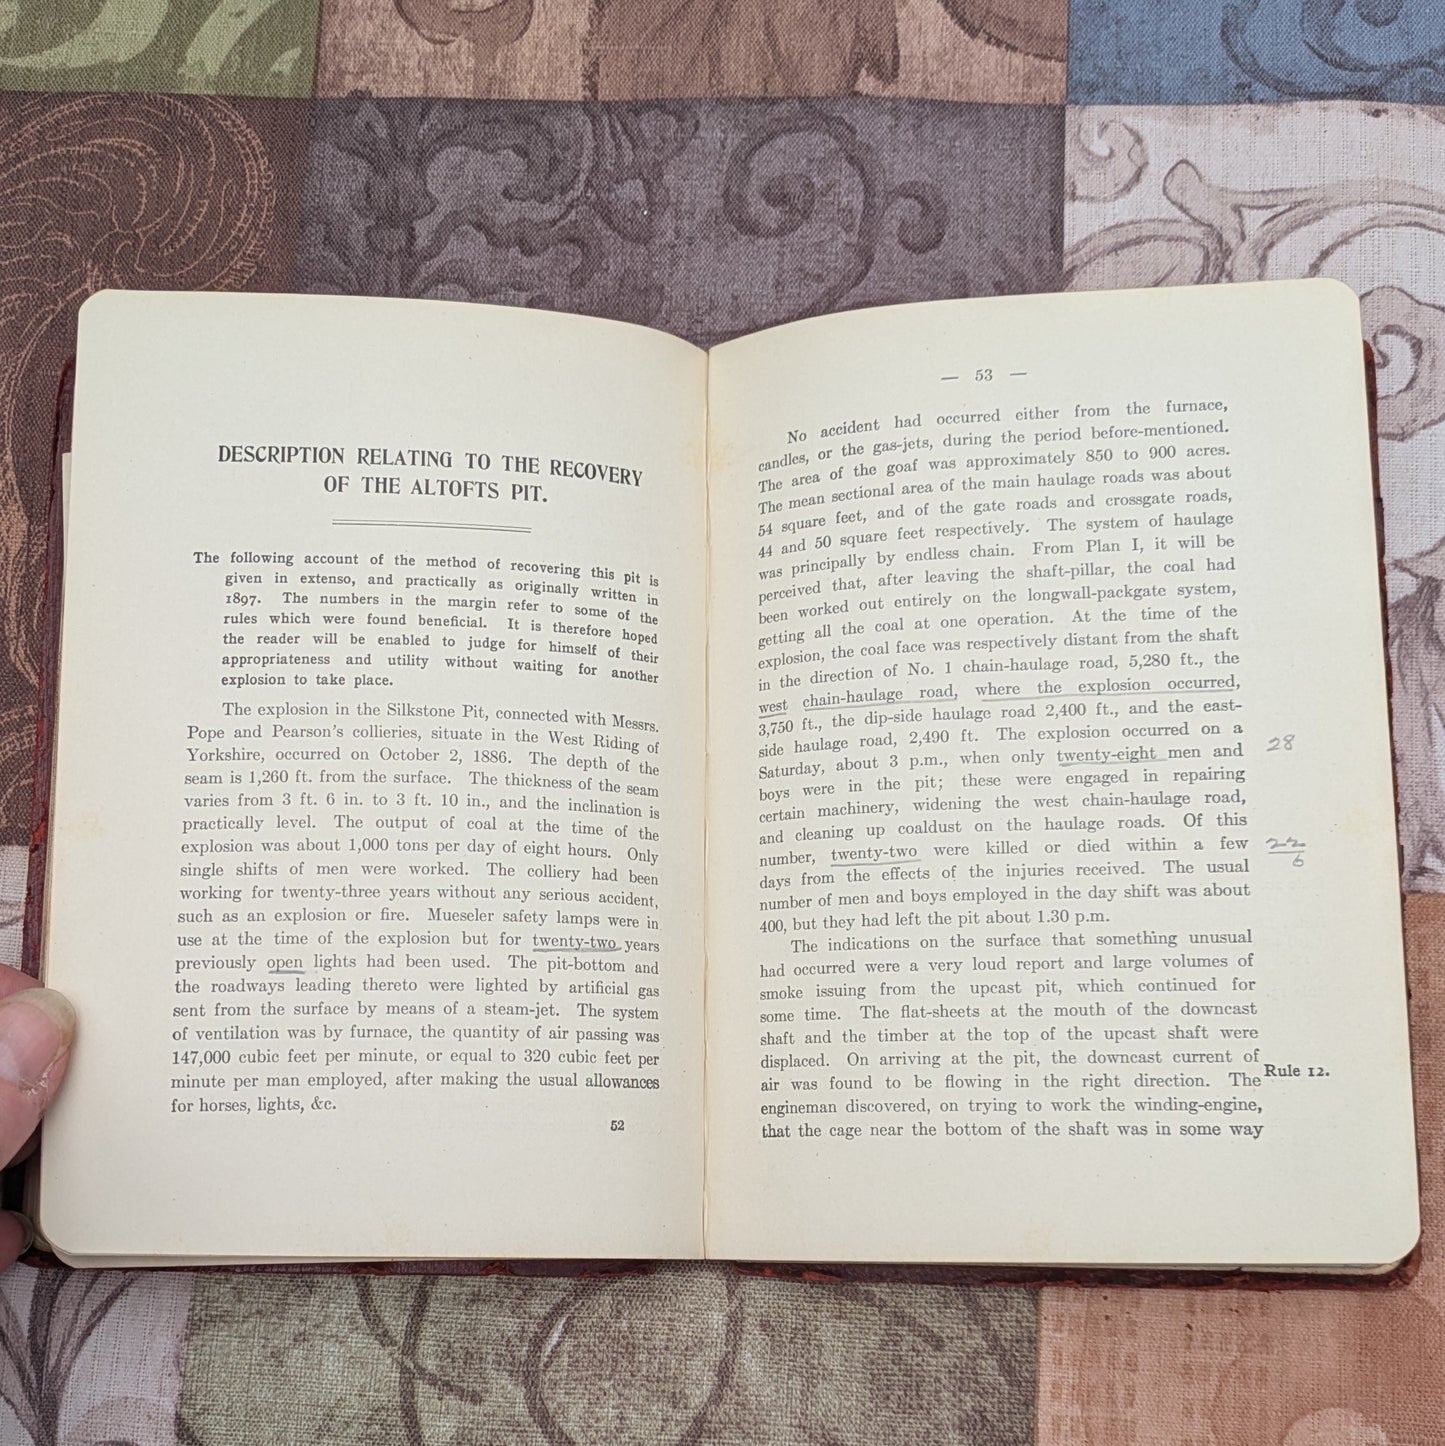 DESCRIPTION RELATING TO THE RECOVERY
OF THE ALTOFTS PIT.
The following account of the method of recovering this pit is
given in extenso, and practically as originally written in
1897. The numbers in the margin refer to some of the
rules which were found beneficial. It is therefore hoped
the reader will be enabled to judge for himself of their
appropriateness and utility without waiting for another
explosion to take place.
The explosion in the Silkstone Pit, connected with Messrs.
Pope and Pearson's collieries, situate in the West Riding of
Yorkshire, occurred on October 2, 1886. The depth of the
seam is 1,260 ft. from the surface. The thickness of the seam
varies from 3 ft. 6 in. to 3 ft. 10 in., and the inclination is
practically level. The output of coal at the time of the
explosion was about 1,000 tons per day of eight hours. Only
single shifts of men were worked. The colliery had been
working for twenty-three years without any serious accident,
such as an explosion or fire. Mueseler safety lamps were in
use at the time of the explosion but for twenty-two years
previously open lights had been used. The pit-bottom and
the roadways leading thereto were lighted by artificial gas
sent from the surface by means of a steam-jet. The system
of ventilation was by furnace, the quantity of air passing was
147,000 cubic feet per minute, or equal to 320 cubic feet per
minute per man employed, after making the usual allowances
for horses, lights, &c.
52
— 53 —
No accident had occurred either from the furnace,
candles, or the gas-jets, during the period before-mentioned.
The area of the goaf was approximately 850 to 900 acres.
The mean sectional area of the main haulage roads was about
54 square feet, and of the gate roads and crossgate roads,
44 and 50 square feet respectively. The system of haulage
was principally by endless chain. From Plan I, it will be
perceived that, after leaving the shaft-pillar, the coal had
been worked out entirely on the longwall-packgate system,
getting all the coal at one operation. At the time of the
explosion, the coal face was respectively distant from the shaft
in the direction of No. 1 chain-haulage road, 5,280 ft., the
west chain-haulage road, where the explosion occurred,
3,750 ft., the dip-side haulage road 2,400 ft., and the east-
side haulage road, 2,490 ft. The explosion occurred on a
Saturday, about 3 p.m., when only twenty-eight men and
28
boys were in the pit; these were engaged in repairing
certain machinery, widening the west chain-haulage road,
and cleaning up coaldust on the haulage roads. Of this
number, twenty-two were killed or died within a few
22
6
days from the effects of the injuries received. The usual
number of men and boys employed in the day shift was about
400, but they had left the pit about 1.30 p.m.
The indications on the surface that something unusual
had occurred were a very loud report and large volumes of
smoke issuing from the upcast pit, which continued for
some time. The flat-sheets at the mouth of the downcast
shaft and the timber at the top of the upcast shaft were
displaced. On arriving at the pit, the downcast current of
air was found to be flowing in the right direction. The
Rule 12.
engineman discovered, on trying to work the winding-engine,
that the cage near the bottom of the shaft was in some way